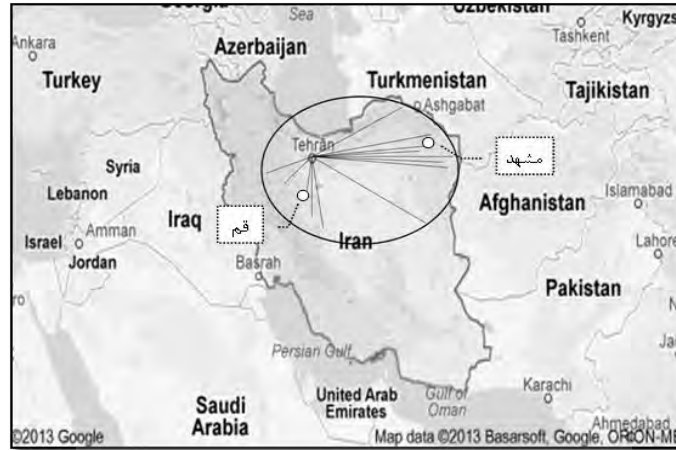 Sea
Uzbekistan
Kyrgyzs
Ankara
Azerbaijan
Tashkent
Turkey
Turkmenistan
Ashgabat
Tajikistan
Tehran
مشهد
Syria
Lebanon
Iraq
قم
Afghanistan
Islamabad
Israel
Amman
Iran
Lahore
Jordan
Basrah
Pakistan
Persian Gulf
Saudi
Arabia
United Arab
Emirates
Gulf of
Oman
Karachi
Ahmedabad
©2013 Google
Map data ©2013 Basarsoft, Google, ORION-ME